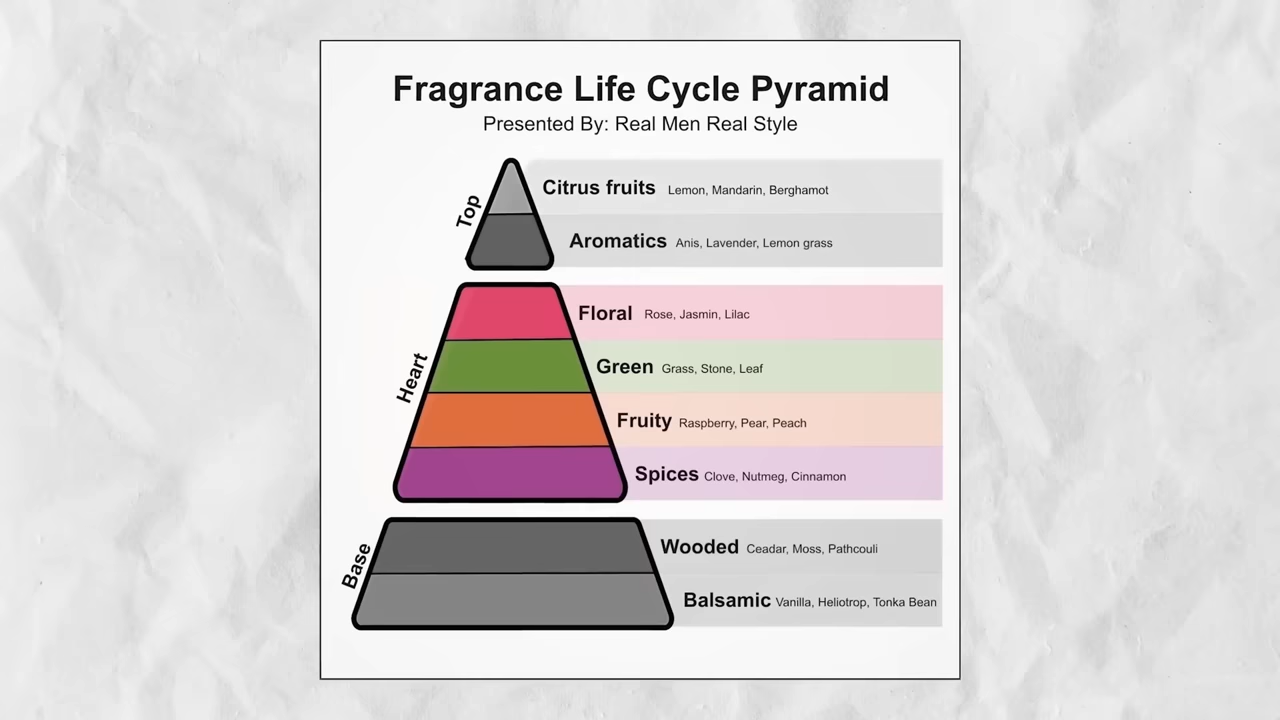 Fragrance Life Cycle Pyramid
Presented By: Real Men Real Style
Top
Citrus fruits Lemon, Mandarin, Berghamot
Aromatics Anis, Lavender, Lemon grass
Heart
Floral Rose, Jasmin, Lilac
Green Grass, Stone, Leaf
Fruity Raspberry, Pear, Peach
Spices Clove, Nutmeg, Cinnamon
Base
Wooded Ceadar, Moss, Pathcouli
Balsamic Vanilla, Heliotrop, Tonka Bean